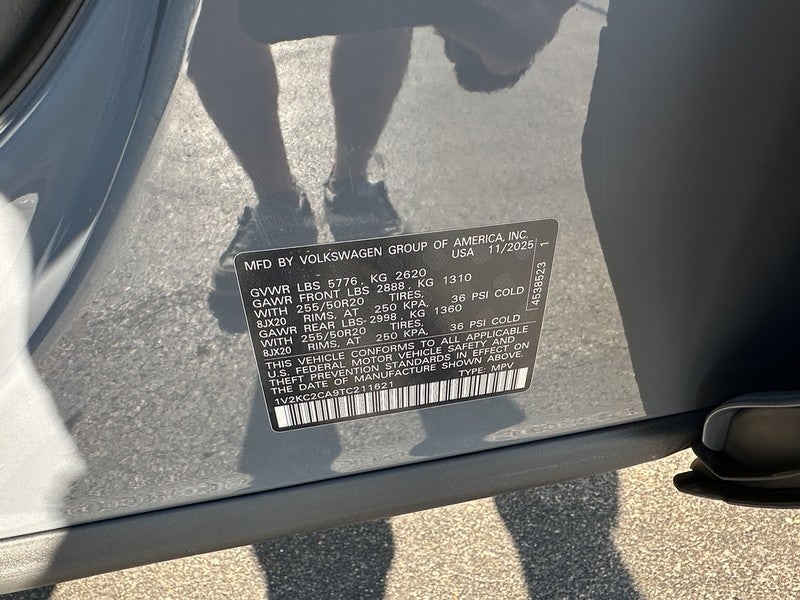 MFD BY VOLKSWAGEN GROUP OF AMERICA, INC.
USA 11/2025
GVWR LBS 5776, KG 2620
GAWR FRONT LBS 2888, KG 1310
WITH 255/50R20 TIRES,
8JX20 RIMS, AT 250 KPA, 36 PSI COLD
GAWR REAR LBS-2998, KG 1360
WITH 255/50R20 TIRES,
8JX20 RIMS, AT 250 KPA, 36 PSI COLD
THIS VEHICLE CONFORMS TO ALL APPLICABLE
U.S. FEDERAL MOTOR VEHICLE SAFETY AND
THEFT PREVENTION STANDARDS IN EFFECT ON
THE DATE OF MANUFACTURE SHOWN ABOVE.
1V2KC2CA9TC211621 TYPE: MPV
4538523 1